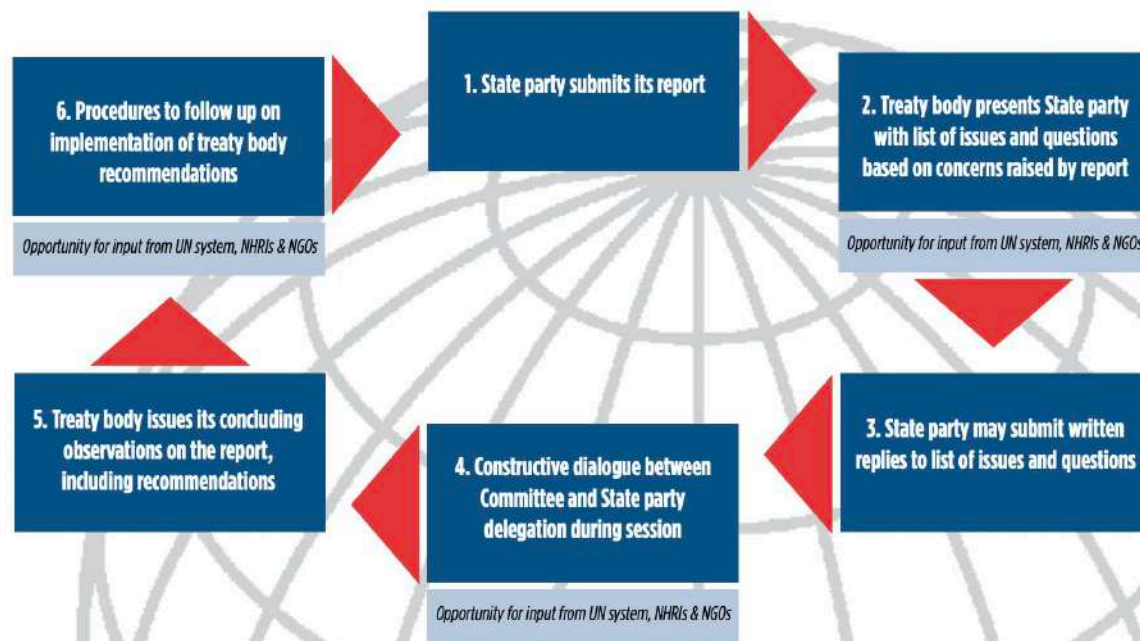 1. State party submits its report
2. Treaty body presents State party
with list of issues and questions
based on concerns raised by report
Opportunity for input from UN system, NHRIs & NGOs
3. State party may submit written
replies to list of issues and questions
4. Constructive dialogue between
Committee and State party
delegation during session
Opportunity for input from UN system, NHRIs & NGOs
5. Treaty body issues its concluding
observations on the report,
including recommendations
6. Procedures to follow up on
implementation of treaty body
recommendations
Opportunity for input from UN system, NHRIs & NGOs